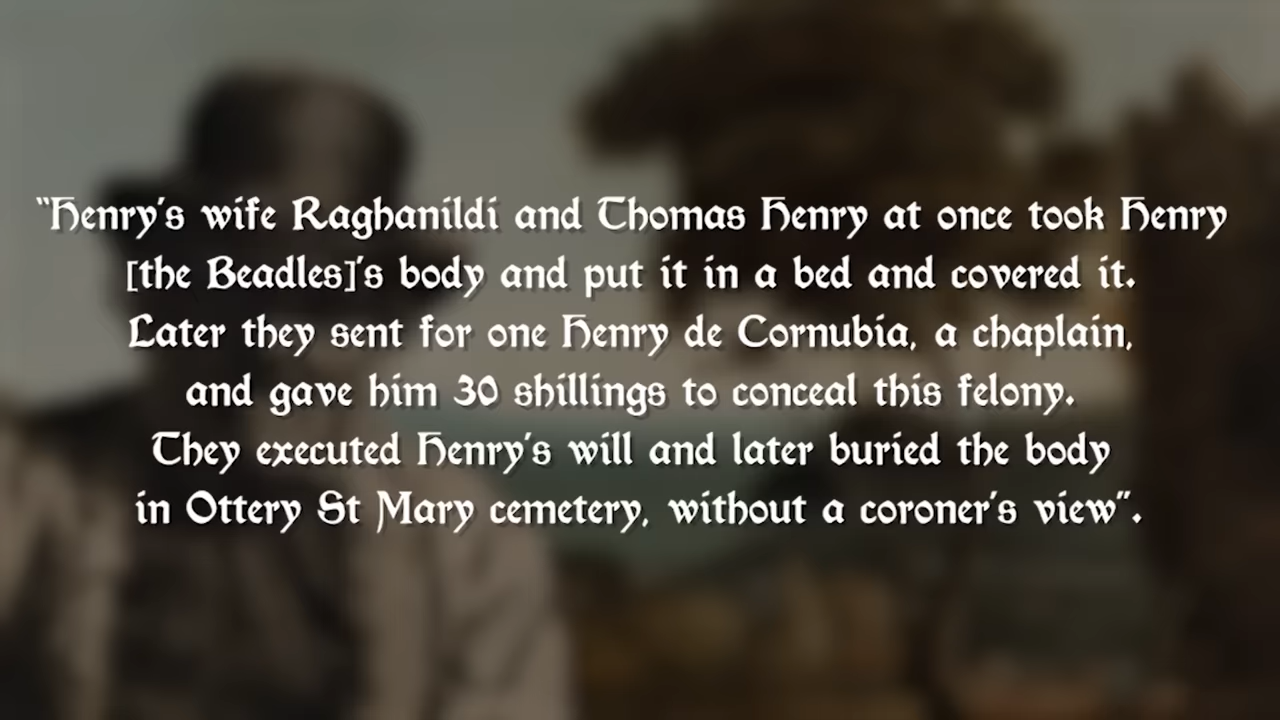 “Henry's wife Raghanildi and Thomas Henry at once took Henry
[the Beadles]'s body and put it in a bed and covered it.
Later they sent for one Henry de Cornubia, a chaplain,
and gave him 30 shillings to conceal this felony.
They executed Henry's will and later buried the body
in Ottery St Mary cemetery, without a coroner's view”.